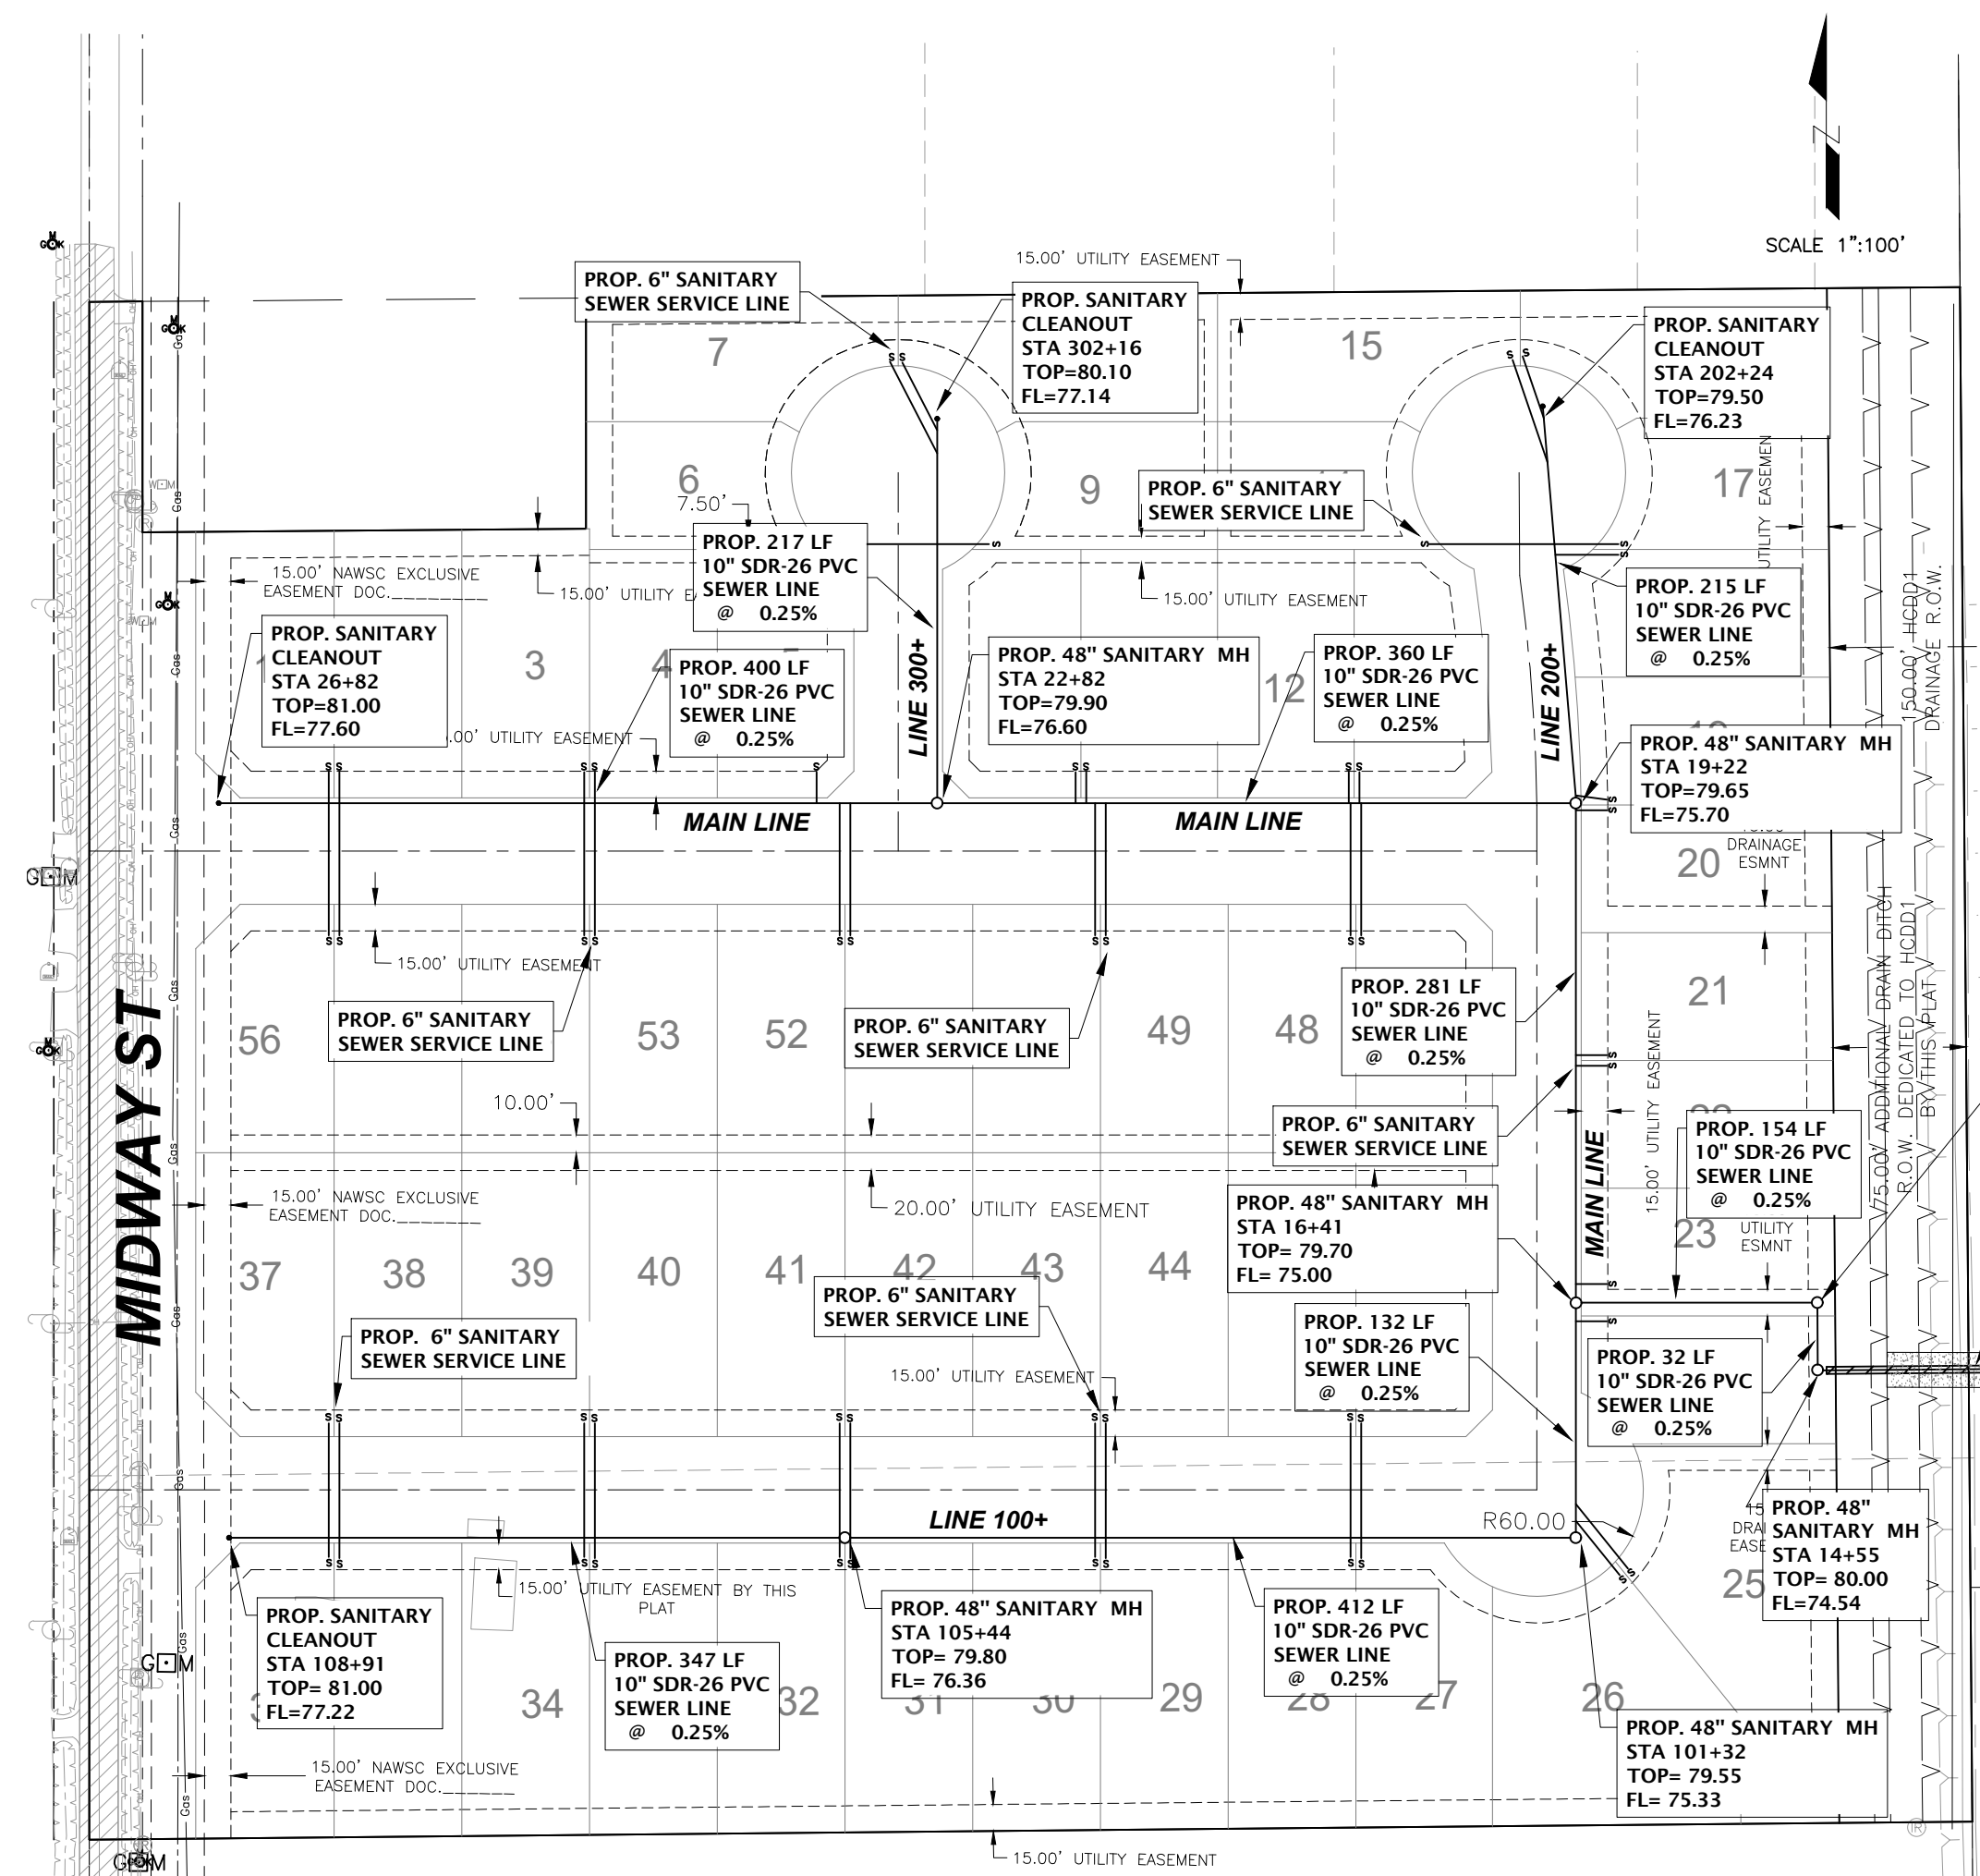 SCALE 1":100'
15.00' UTILITY EASEMENT
PROP. 6" SANITARY
SEWER SERVICE LINE
PROP. SANITARY
CLEANOUT
STA 302+16
TOP=80.10
FL=77.14
PROP. SANITARY
CLEANOUT
STA 202+24
TOP=79.50
FL=76.23
7
15
6
9
17
7.50'
PROP. 6" SANITARY
SEWER SERVICE LINE
UTILITY EASEMEN
PROP. 217 LF
10" SDR-26 PVC
SEWER LINE
@ 0.25%
15.00' NAWSC EXCLUSIVE
EASEMENT DOC.________
15.00' UTILITY E
15.00' UTILITY EASEMENT
PROP. 215 LF
10" SDR-26 PVC
SEWER LINE
@ 0.25%
150.00' HCDD1
DRAINAGE R.O.W.
PROP. SANITARY
CLEANOUT
STA 26+82
TOP=81.00
FL=77.60
3
4
PROP. 400 LF
10" SDR-26 PVC
SEWER LINE
@ 0.25%
LINE 300+
PROP. 48" SANITARY MH
STA 22+82
TOP=79.90
FL=76.60
12
PROP. 360 LF
10" SDR-26 PVC
SEWER LINE
@ 0.25%
LINE 200+
PROP. 48" SANITARY MH
STA 19+22
TOP=79.65
FL=75.70
.00' UTILITY EASEMENT
MAIN LINE
MAIN LINE
DRAINAGE
ESMNT
20
15.00' UTILITY EASEMENT
MIDWAY ST
56
53
52
49
48
21
PROP. 6" SANITARY
SEWER SERVICE LINE
PROP. 6" SANITARY
SEWER SERVICE LINE
PROP. 281 LF
10" SDR-26 PVC
SEWER LINE
@ 0.25%
15.00' UTILITY EASEMENT
75.00' ADDITIONAL DRAIN DITCH
R.O.W. DEDICATED TO HCDD1
BY THIS PLAT
10.00'
PROP. 6" SANITARY
SEWER SERVICE LINE
MAIN LINE
PROP. 154 LF
10" SDR-26 PVC
SEWER LINE
@ 0.25%
15.00' NAWSC EXCLUSIVE
EASEMENT DOC.________
20.00' UTILITY EASEMENT
PROP. 48" SANITARY MH
STA 16+41
TOP= 79.70
FL= 75.00
23
UTILITY
ESMNT
37
38
39
40
41
42
43
44
PROP. 6" SANITARY
SEWER SERVICE LINE
PROP. 6" SANITARY
SEWER SERVICE LINE
15.00' UTILITY EASEMENT
PROP. 132 LF
10" SDR-26 PVC
SEWER LINE
@ 0.25%
PROP. 32 LF
10" SDR-26 PVC
SEWER LINE
@ 0.25%
LINE 100+
R60.00
PROP. 48"
SANITARY MH
STA 14+55
TOP= 80.00
FL=74.54
25
15.00' UTILITY EASEMENT BY THIS
PLAT
PROP. SANITARY
CLEANOUT
STA 108+91
TOP= 81.00
FL=77.22
PROP. 347 LF
10" SDR-26 PVC
SEWER LINE
@ 0.25%
PROP. 48" SANITARY MH
STA 105+44
TOP= 79.80
FL= 76.36
PROP. 412 LF
10" SDR-26 PVC
SEWER LINE
@ 0.25%
34
32
31
30
29
28
27
26
PROP. 48" SANITARY MH
STA 101+32
TOP= 79.55
FL= 75.33
15.00' NAWSC EXCLUSIVE
EASEMENT DOC.________
15.00' UTILITY EASEMENT